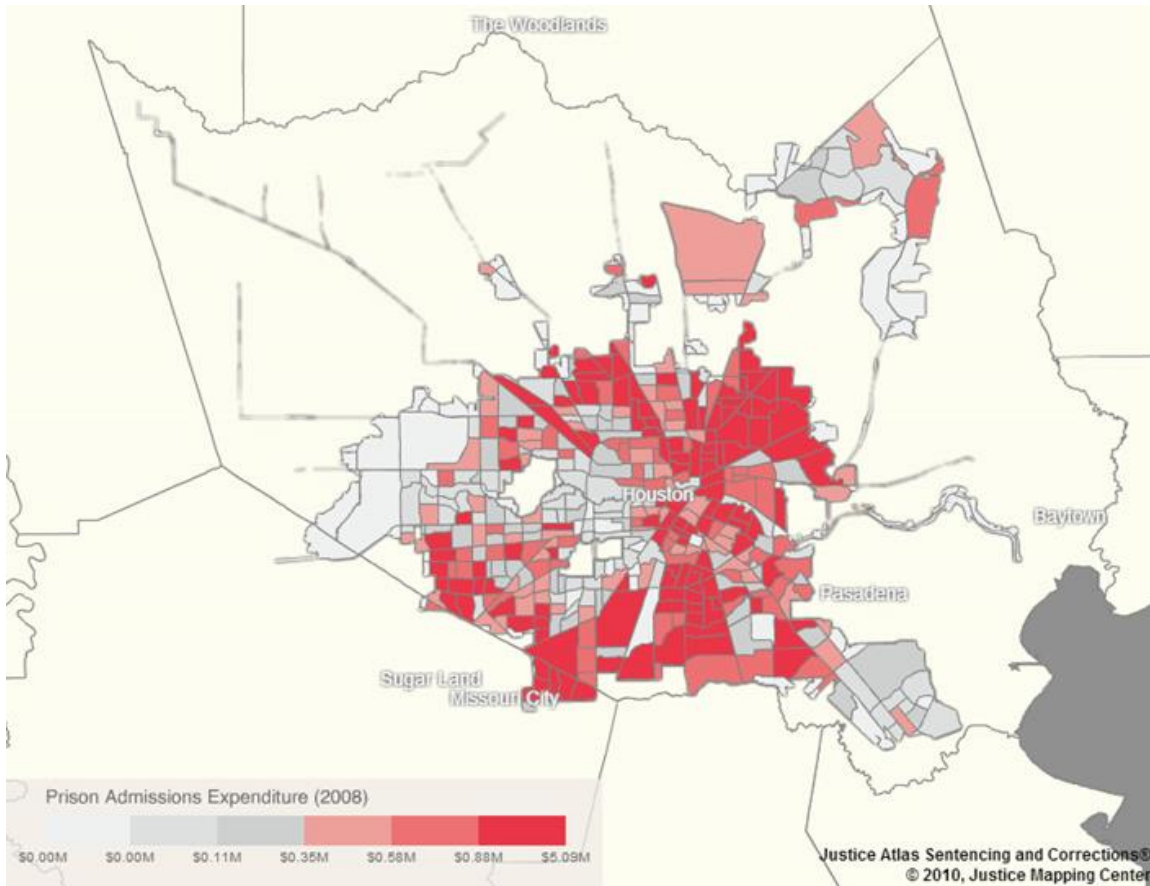 The Woodlands
Houston
Baytown
Pasadena
Sugar Land
Missouri City
Prison Admissions Expenditure (2008)
$0.00M $0.00M $0.11M $0.35M $0.58M $0.88M $5.09M
Justice Atlas Sentencing and Corrections®
© 2010, Justice Mapping Center